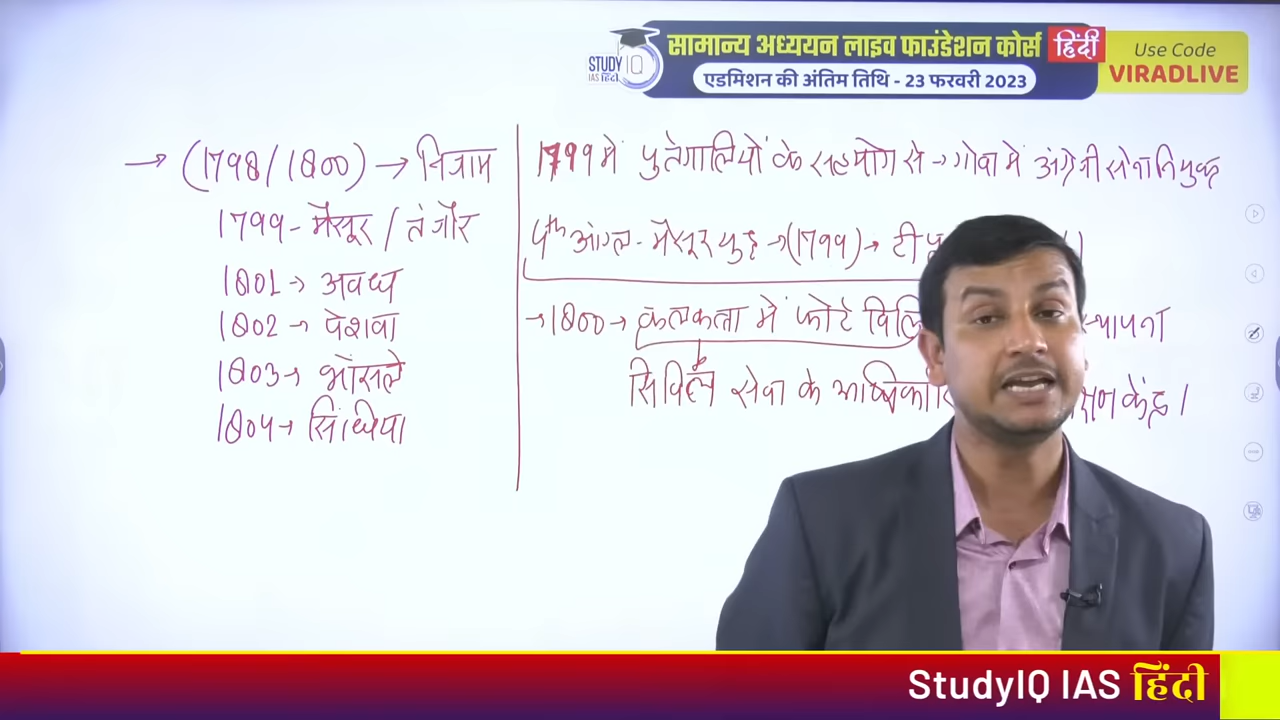 STUDY IQ
IAS हिंदी
सामान्य अध्ययन लाइव फाउंडेशन कोर्स हिंदी
एडमिशन की अंतिम तिथि - 23 फरवरी 2023
Use Code
VIRADLIVE
→ (1798/1800) → निजाम
1799 - मैसूर / तंजौर
1801 → अवध
1802 → पेशवा
1803 → भोंसले
1804 → सिंधिया
1799 में पुर्तगालियों के सहयोग से → गोवा में अंग्रेजी सेना नियुक्त
4th आंग्ल - मैसूर युद्ध → (1799) →
→ 1800 → कलकत्ता में फोर्ट
सिविल सेवा के केंद्र ।
StudyIQ IAS हिंदी